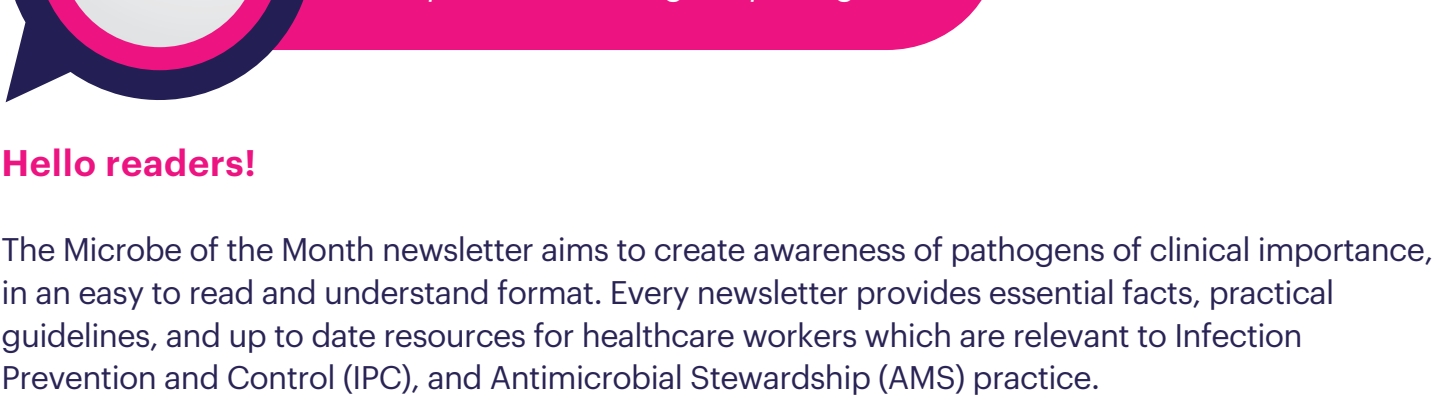 Hello readers!
The Microbe of the Month newsletter aims to create awareness of pathogens of clinical importance,
in an easy to read and understand format. Every newsletter provides essential facts, practical
guidelines, and up to date resources for healthcare workers which are relevant to Infection
Prevention and Control (IPC), and Antimicrobial Stewardship (AMS) practice.